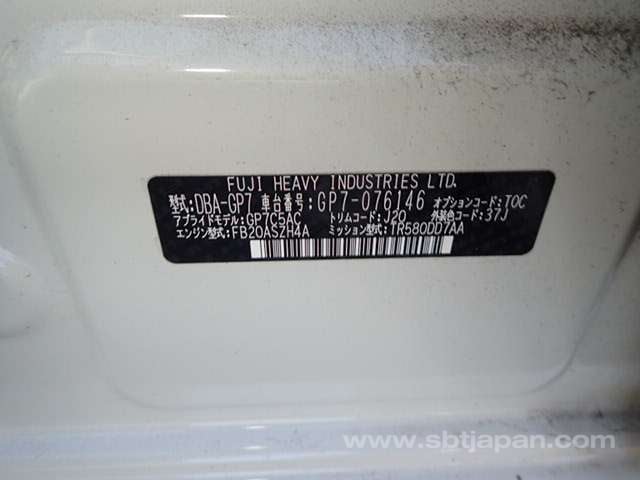 FUJI HEAVY INDUSTRIES LTD.
型式:DBA-GP7 車台番号:GP7-076146 オプションコード:TOC
アプライドモデル:GP7C5AC トリムコード:J20 外装色コード:37J
エンジン型式:FB20ASZH4A ミッション型式:TR580DD7AA
www.sbtjapan.com